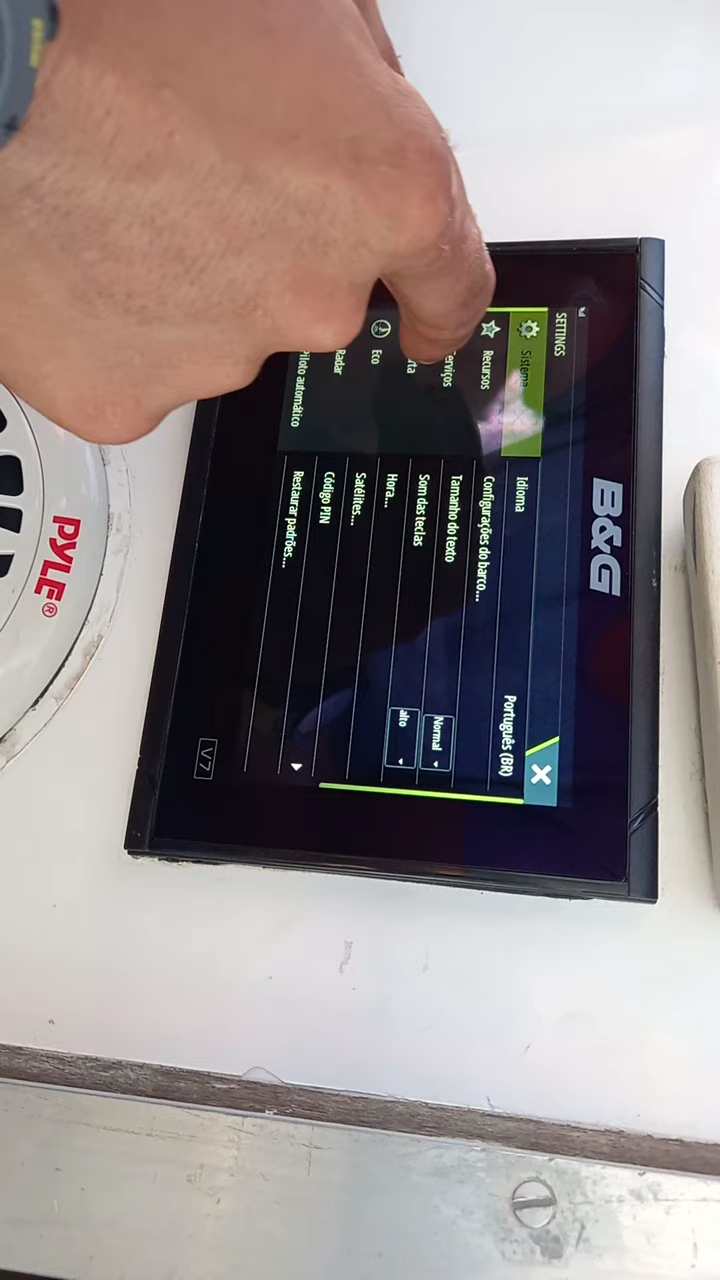 B&G
SETTINGS
Sistema
Recursos
Eco
Radar
Piloto automático
Idioma
Português (BR)
Configurações do barco...
Tamanho do texto
Normal
Som das teclas
alto
Hora...
Satélites...
Código PIN
Restaurar padrões...
V7
PYLE®